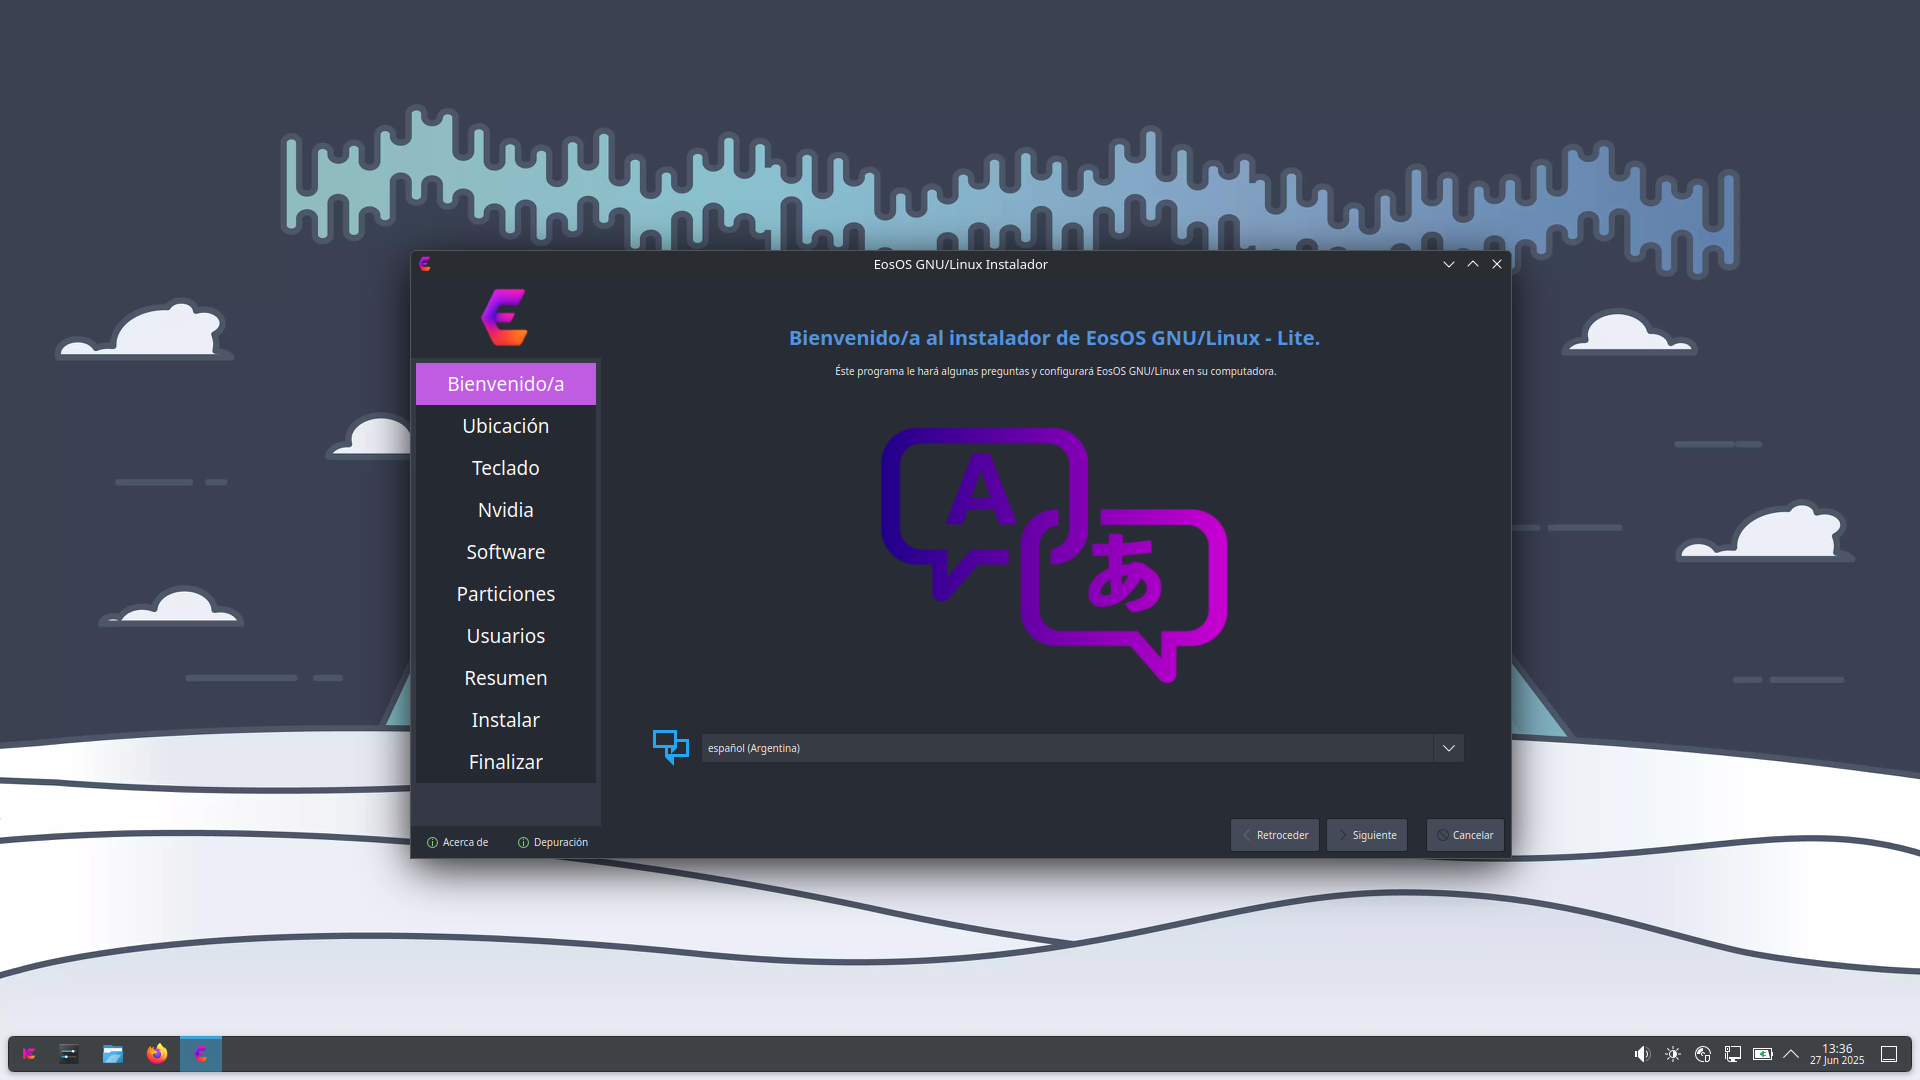 EosOS GNU/Linux Instalador
Bienvenido/a
Ubicación
Teclado
Nvidia
Software
Particiones
Usuarios
Resumen
Instalar
Finalizar
Acerca de
Depuración
Bienvenido/a al instalador de EosOS GNU/Linux - Lite.
Éste programa le hará algunas preguntas y configurará EosOS GNU/Linux en su computadora.
A
あ
español (Argentina)
Retroceder
Siguiente
Cancelar
13:36
27 Jun 2025